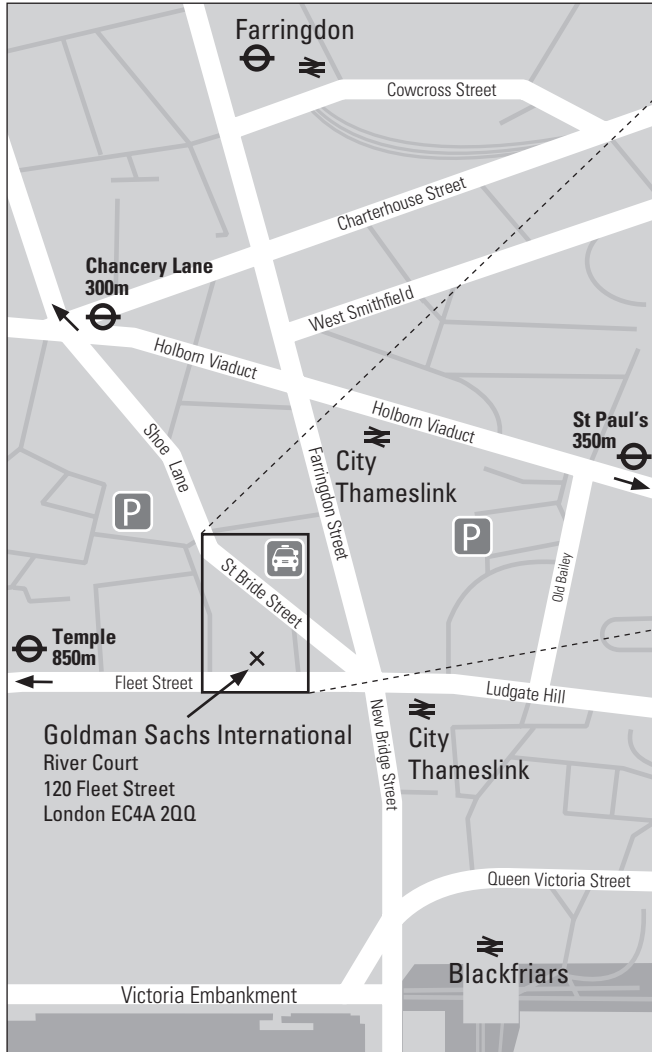 Farringdon
Cowcross Street
Charterhouse Street
Chancery Lane
300m
West Smithfield
Holborn Viaduct
Holborn Viaduct
St Paul's
350m
Shoe Lane
Farringdon Street
City
Thameslink
P
P
Old Bailey
St Bride Street
Temple
850m
Fleet Street
Ludgate Hill
New Bridge Street
Goldman Sachs International
River Court
120 Fleet Street
London EC4A 2QQ
City
Thameslink
Queen Victoria Street
Blackfriars
Victoria Embankment